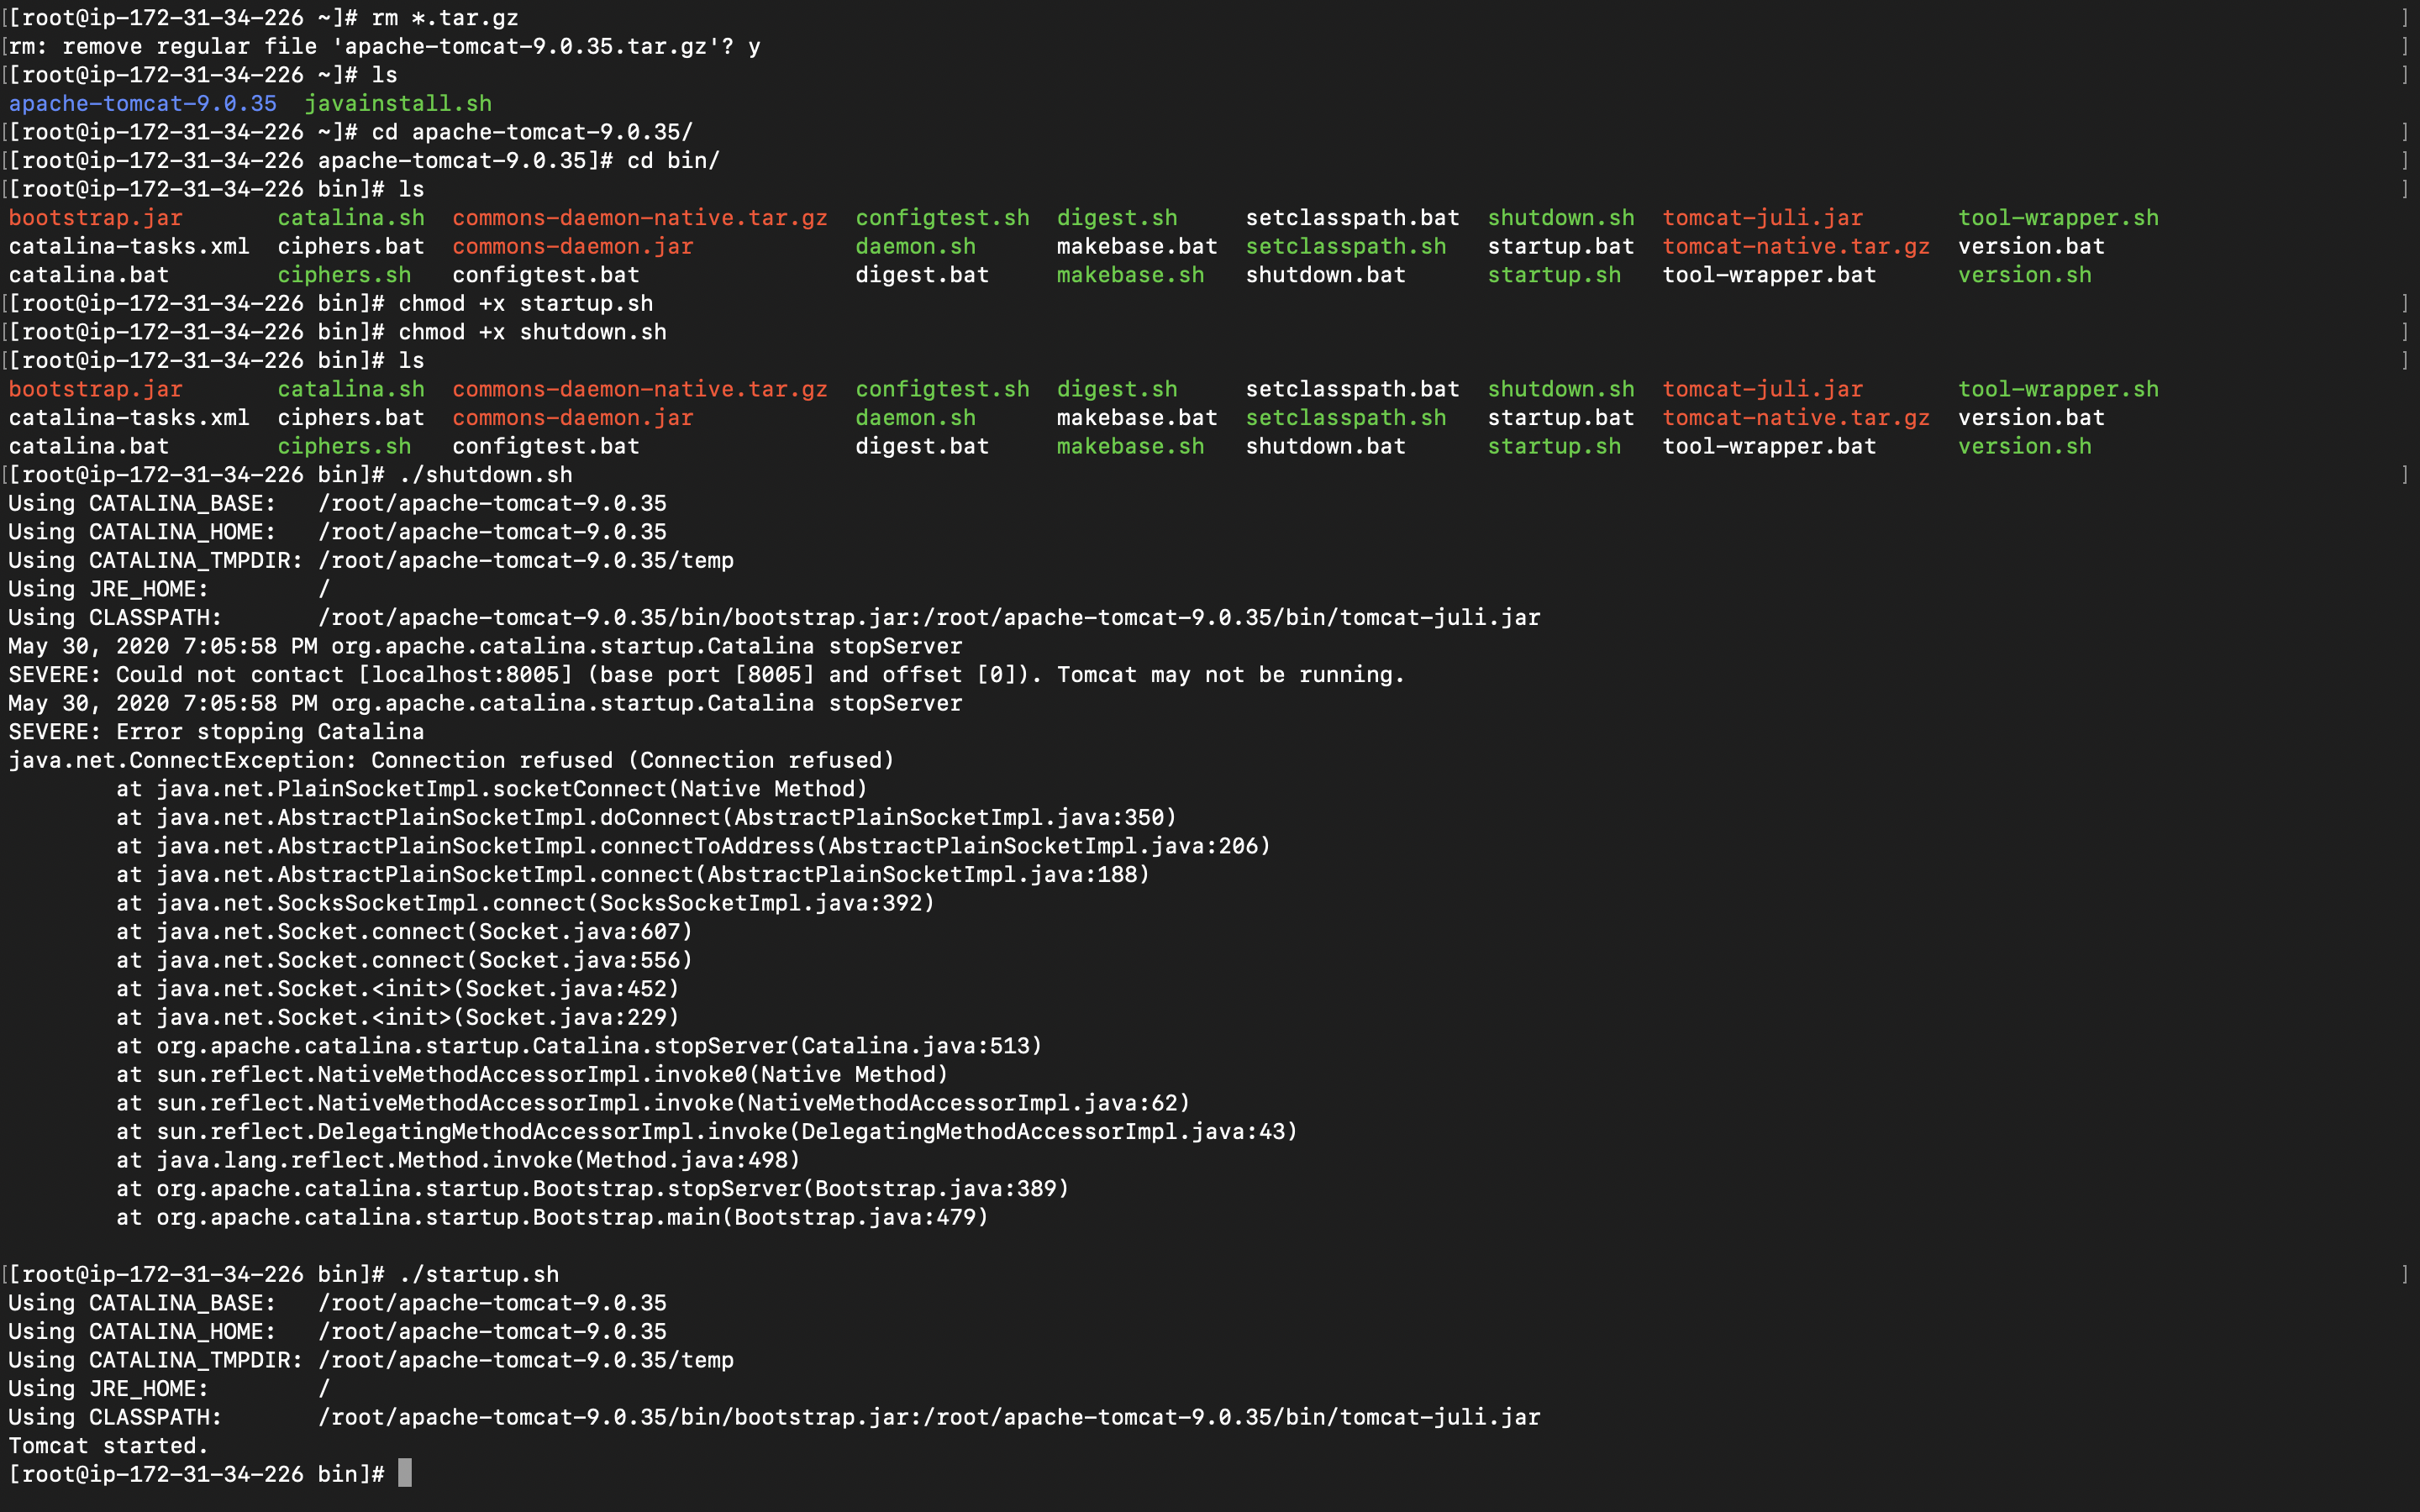 [[root@ip-172-31-34-226 ~]# rm *.tar.gz ]
[rm: remove regular file 'apache-tomcat-9.0.35.tar.gz'? y ]
[[root@ip-172-31-34-226 ~]# ls ]
apache-tomcat-9.0.35  javainstall.sh
[[root@ip-172-31-34-226 ~]# cd apache-tomcat-9.0.35/ ]
[[root@ip-172-31-34-226 apache-tomcat-9.0.35]# cd bin/ ]
[[root@ip-172-31-34-226 bin]# ls ]
bootstrap.jar       catalina.sh  commons-daemon-native.tar.gz  configtest.sh  digest.sh    setclasspath.bat  shutdown.sh  tomcat-juli.jar       tool-wrapper.sh
catalina-tasks.xml  ciphers.bat  commons-daemon.jar            daemon.sh      makebase.bat  setclasspath.sh   startup.bat  tomcat-native.tar.gz  version.bat
catalina.bat        ciphers.sh   configtest.bat                digest.bat     makebase.sh   shutdown.bat      startup.sh   tool-wrapper.bat      version.sh
[[root@ip-172-31-34-226 bin]# chmod +x startup.sh ]
[[root@ip-172-31-34-226 bin]# chmod +x shutdown.sh ]
[[root@ip-172-31-34-226 bin]# ls ]
bootstrap.jar       catalina.sh  commons-daemon-native.tar.gz  configtest.sh  digest.sh    setclasspath.bat  shutdown.sh  tomcat-juli.jar       tool-wrapper.sh
catalina-tasks.xml  ciphers.bat  commons-daemon.jar            daemon.sh      makebase.bat  setclasspath.sh   startup.bat  tomcat-native.tar.gz  version.bat
catalina.bat        ciphers.sh   configtest.bat                digest.bat     makebase.sh   shutdown.bat      startup.sh   tool-wrapper.bat      version.sh
[[root@ip-172-31-34-226 bin]# ./shutdown.sh ]
Using CATALINA_BASE:   /root/apache-tomcat-9.0.35
Using CATALINA_HOME:   /root/apache-tomcat-9.0.35
Using CATALINA_TMPDIR: /root/apache-tomcat-9.0.35/temp
Using JRE_HOME:        /
Using CLASSPATH:       /root/apache-tomcat-9.0.35/bin/bootstrap.jar:/root/apache-tomcat-9.0.35/bin/tomcat-juli.jar
May 30, 2020 7:05:58 PM org.apache.catalina.startup.Catalina stopServer
SEVERE: Could not contact [localhost:8005] (base port [8005] and offset [0]). Tomcat may not be running.
May 30, 2020 7:05:58 PM org.apache.catalina.startup.Catalina stopServer
SEVERE: Error stopping Catalina
java.net.ConnectException: Connection refused (Connection refused)
        at java.net.PlainSocketImpl.socketConnect(Native Method)
        at java.net.AbstractPlainSocketImpl.doConnect(AbstractPlainSocketImpl.java:350)
        at java.net.AbstractPlainSocketImpl.connectToAddress(AbstractPlainSocketImpl.java:206)
        at java.net.AbstractPlainSocketImpl.connect(AbstractPlainSocketImpl.java:188)
        at java.net.SocksSocketImpl.connect(SocksSocketImpl.java:392)
        at java.net.Socket.connect(Socket.java:607)
        at java.net.Socket.connect(Socket.java:556)
        at java.net.Socket.<init>(Socket.java:452)
        at java.net.Socket.<init>(Socket.java:229)
        at org.apache.catalina.startup.Catalina.stopServer(Catalina.java:513)
        at sun.reflect.NativeMethodAccessorImpl.invoke0(Native Method)
        at sun.reflect.NativeMethodAccessorImpl.invoke(NativeMethodAccessorImpl.java:62)
        at sun.reflect.DelegatingMethodAccessorImpl.invoke(DelegatingMethodAccessorImpl.java:43)
        at java.lang.reflect.Method.invoke(Method.java:498)
        at org.apache.catalina.startup.Bootstrap.stopServer(Bootstrap.java:389)
        at org.apache.catalina.startup.Bootstrap.main(Bootstrap.java:479)
[[root@ip-172-31-34-226 bin]# ./startup.sh ]
Using CATALINA_BASE:   /root/apache-tomcat-9.0.35
Using CATALINA_HOME:   /root/apache-tomcat-9.0.35
Using CATALINA_TMPDIR: /root/apache-tomcat-9.0.35/temp
Using JRE_HOME:        /
Using CLASSPATH:       /root/apache-tomcat-9.0.35/bin/bootstrap.jar:/root/apache-tomcat-9.0.35/bin/tomcat-juli.jar
Tomcat started.
[root@ip-172-31-34-226 bin]#